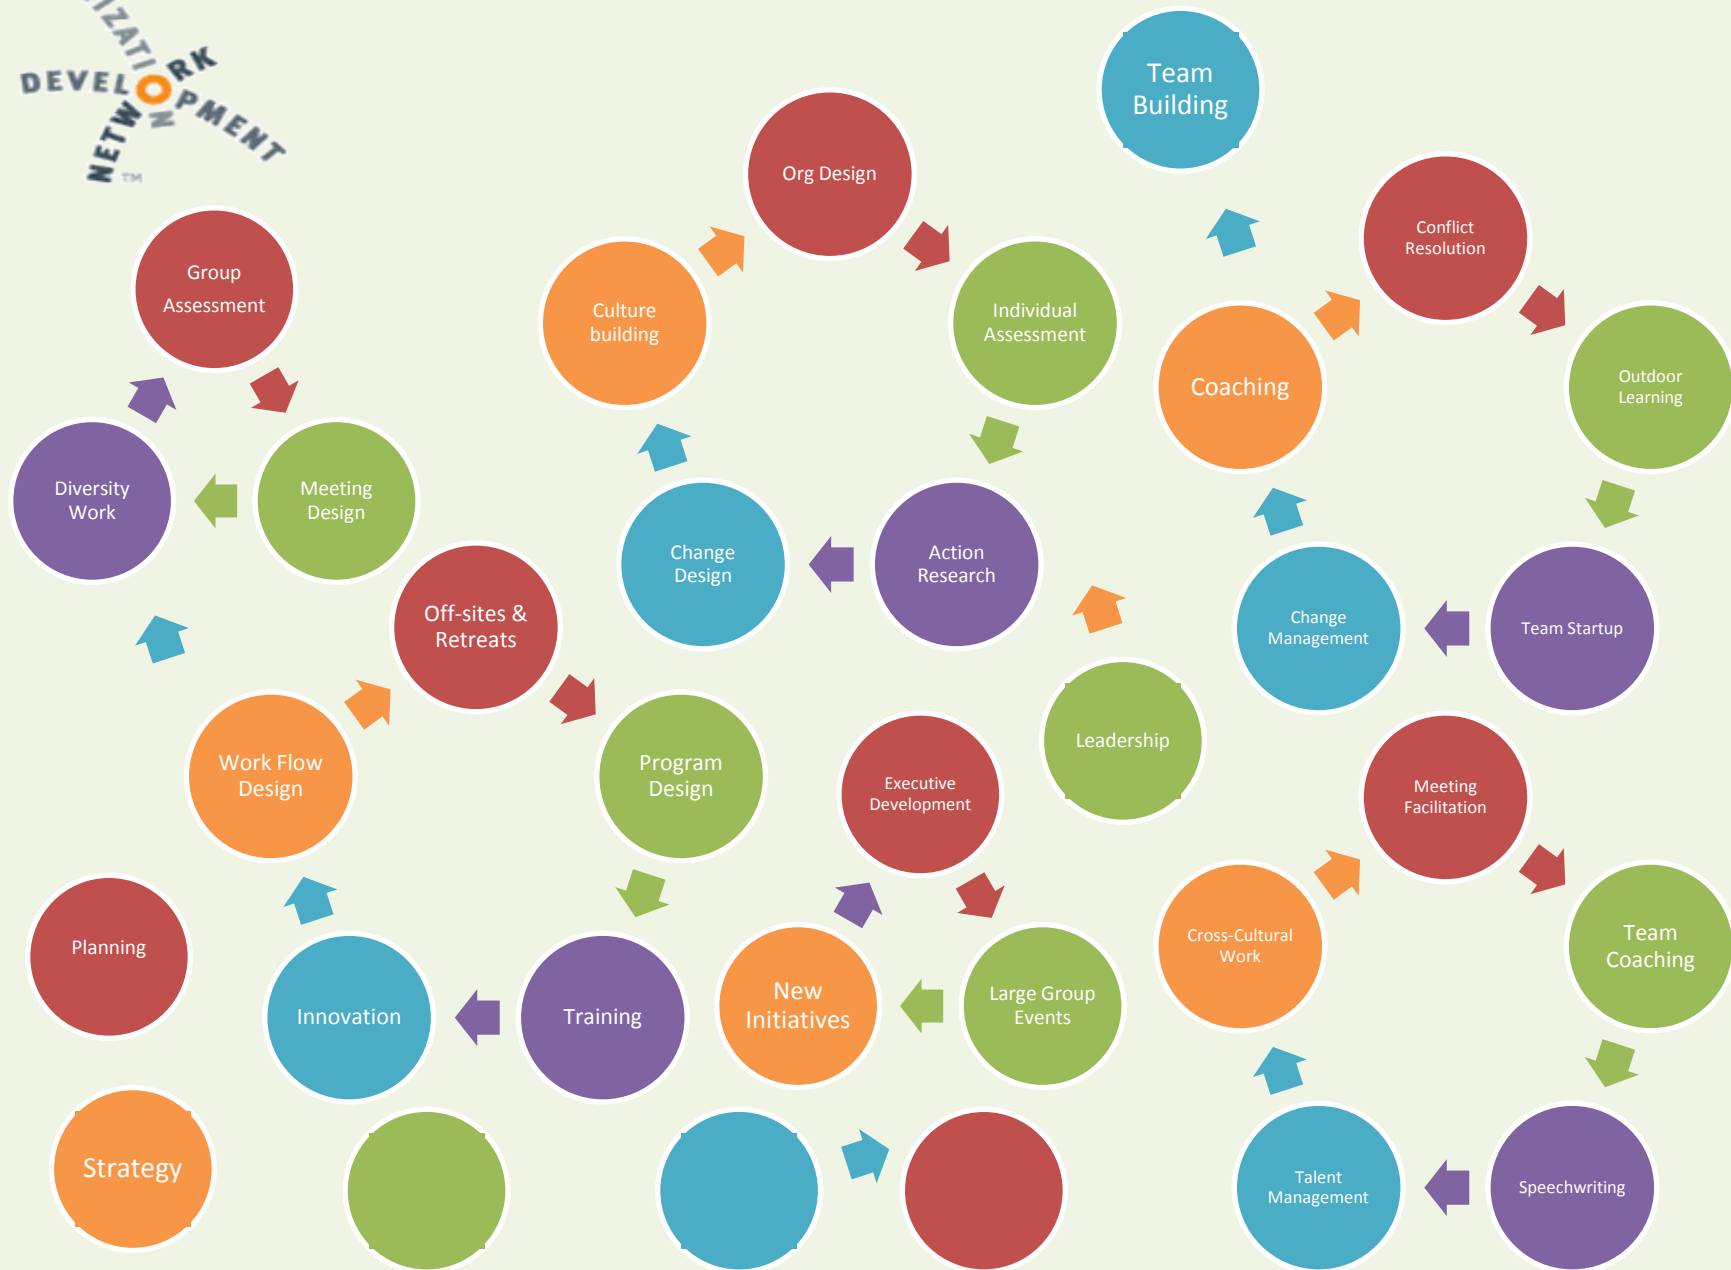 DEVELOPMENT
NETWORK
TM
Team
Building
Org Design
Conflict
Resolution
Group
Assessment
Culture
building
Individual
Assessment
Coaching
Outdoor
Learning
Diversity
Work
Meeting
Design
Change
Design
Action
Research
Off-sites &
Retreats
Change
Management
Team Startup
Work Flow
Design
Program
Design
Leadership
Executive
Development
Meeting
Facilitation
Planning
Cross-Cultural
Work
Team
Coaching
Innovation
Training
New
Initiatives
Large Group
Events
Strategy
Talent
Management
Speechwriting